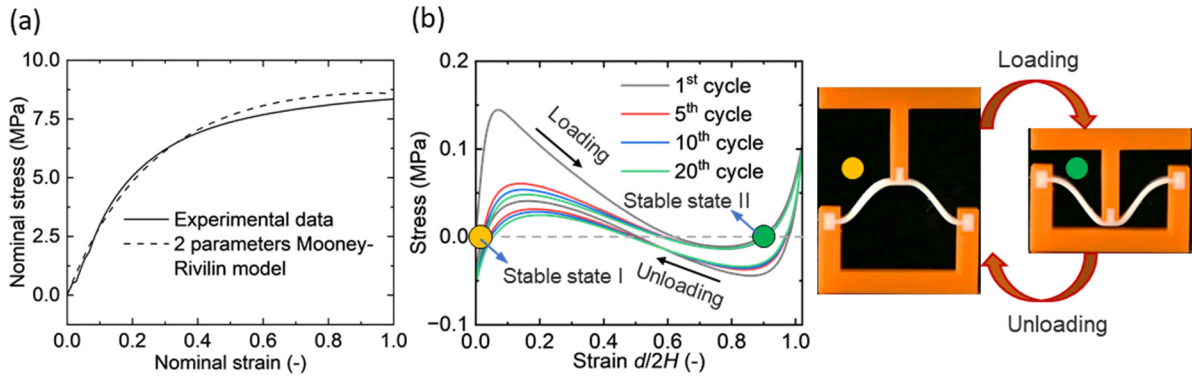 (a)
10.0
7.5
5.0
2.5
0.0
Nominal stress (MPa)
Experimental data
2 parameters Mooney-
Rivilin model
0.0 0.2 0.4 0.6 0.8 1.0
Nominal strain (-)
(b)
0.2
0.1
0.0
−0.1
Stress (MPa)
1st cycle
5th cycle
10th cycle
20th cycle
Loading
Stable state II
Stable state I
Unloading
0.0 0.2 0.4 0.6 0.8 1.0
Strain d/2H (-)
Loading
Unloading